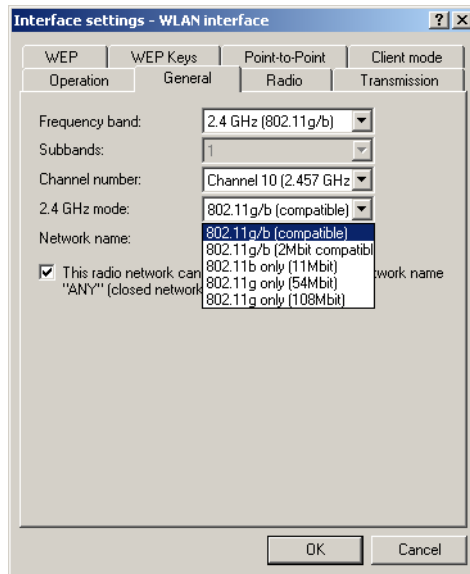 Interface settings - WLAN interface
WEP WEP Keys Point-to-Point Client mode
Operation General Radio Transmission
Frequency band: 2.4 GHz (802.11g/b)
Subbands: 1
Channel number: Channel 10 (2.457 GHz
2.4 GHz mode: 802.11g/b (compatible)
Network name:
802.11g/b (compatible)
802.11g/b (2Mbit compatibl
802.11b only (11Mbit)
802.11g only (54Mbit)
802.11g only (108Mbit)
This radio network can work name
"ANY" (closed network
OK Cancel